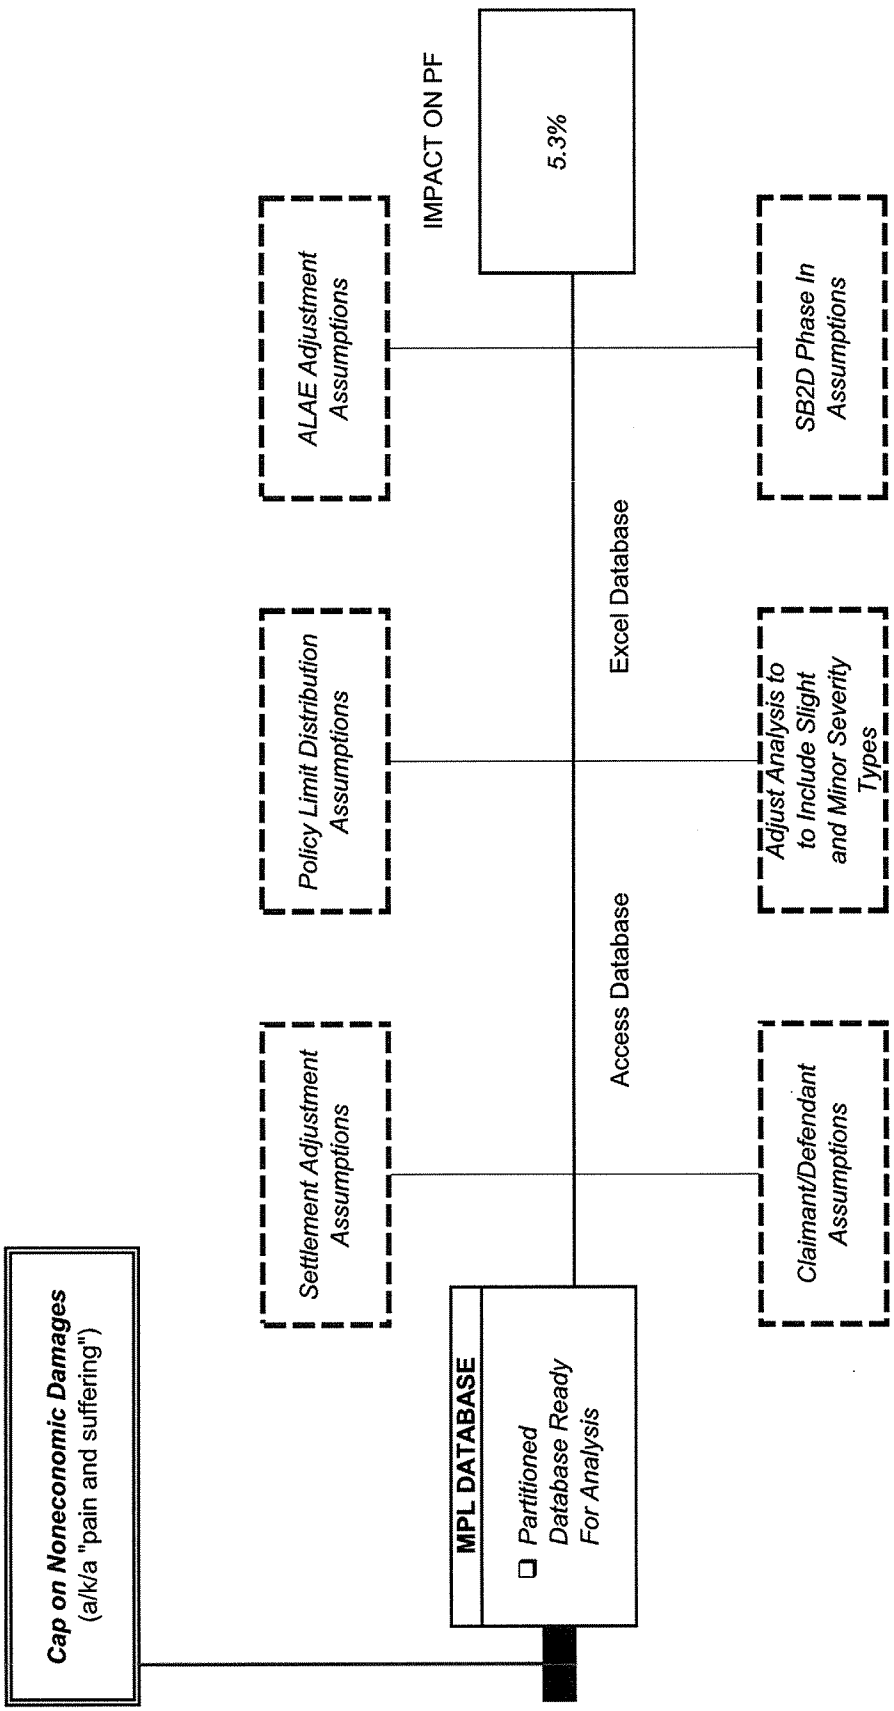 Cap on Noneconomic Damages
(a/k/a "pain and suffering")
Settlement Adjustment
Assumptions
Policy Limit Distribution
Assumptions
ALAE Adjustment
Assumptions
MPL DATABASE
❑ Partitioned
Database Ready
For Analysis
IMPACT ON PF
5.3%
Access Database
Excel Database
Claimant/Defendant
Assumptions
Adjust Analysis to
to Include Slight
and Minor Severity
Types
SB2D Phase In
Assumptions